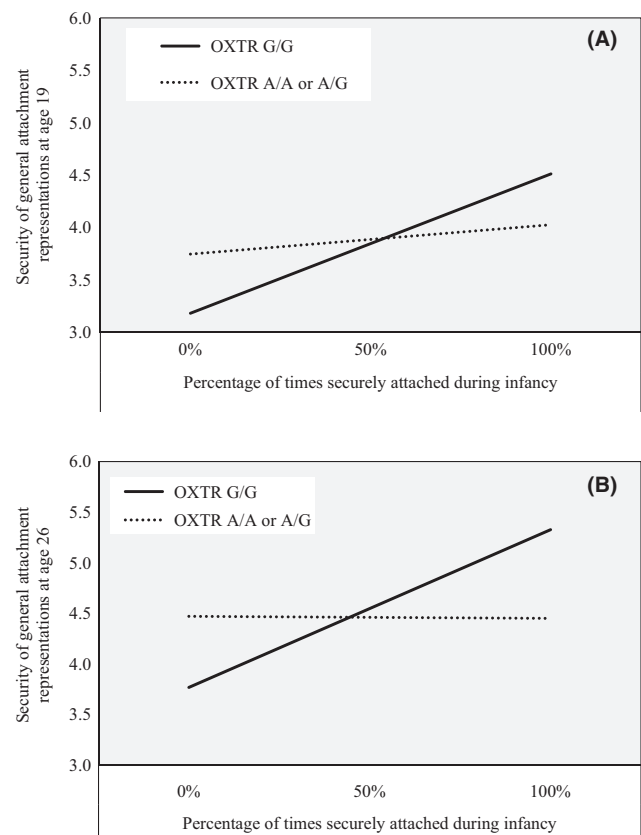 6.0
5.5
5.0
4.5
4.0
3.5
3.0
Security of general attachment
representations at age 19
OXTR G/G
OXTR A/A or A/G
(A)
0%
50%
100%
Percentage of times securely attached during infancy
6.0
5.5
5.0
4.5
4.0
3.5
3.0
Security of general attachment
representations at age 26
OXTR G/G
OXTR A/A or A/G
(B)
0%
50%
100%
Percentage of times securely attached during infancy